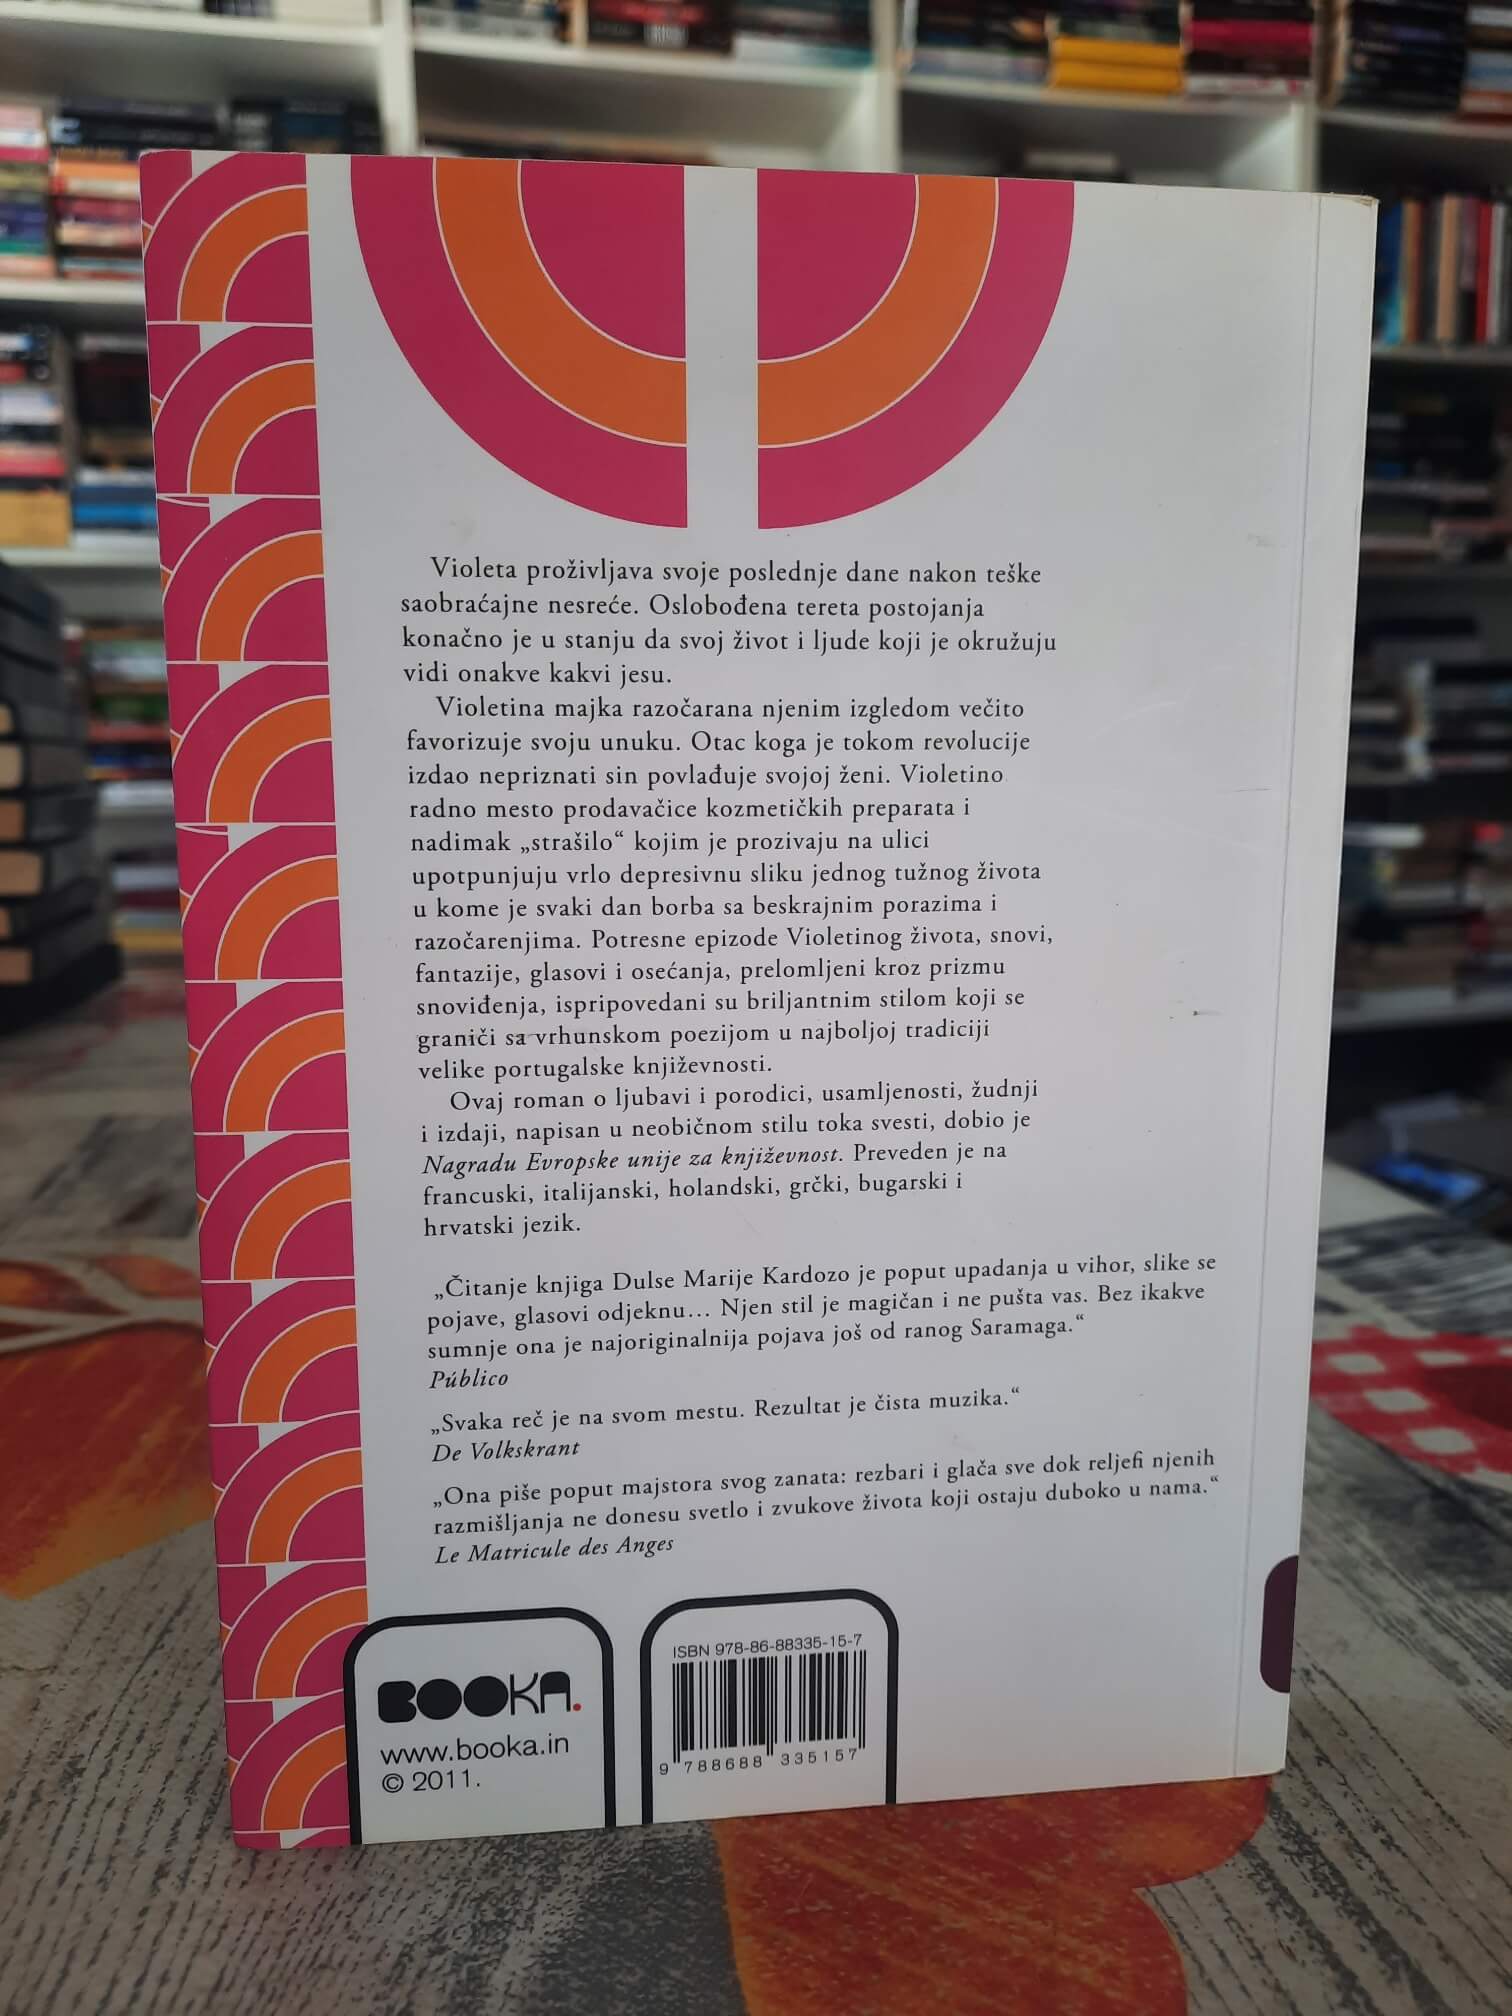 Violeta proživljava svoje poslednje dane nakon teške
saobraćajne nesreće. Oslobođena tereta postojanja
konačno je u stanju da svoj život i ljude koji je okružuju
vidi onakve kakvi jesu.
Violetina majka razočarana njenim izgledom večito
favorizuje svoju unuku. Otac koga je tokom revolucije
izdao nepriznati sin povlađuje svojoj ženi. Violetino
radno mesto prodavačice kozmetičkih preparata i
nadimak „strašilo“ kojim je prozivaju na ulici
upotpunjuju vrlo depresivnu sliku jednog tužnog života
u kome je svaki dan borba sa beskrajnim porazima i
razočarenjima. Potresne epizode Violetinog života, snovi,
fantazije, glasovi i osećanja, prelomljeni kroz prizmu
snoviđenja, ispripovedani su briljantnim stilom koji se
graniči sa vrhunskom poezijom u najboljoj tradiciji
velike portugalske književnosti.
Ovaj roman o ljubavi i porodici, usamljenosti, žudnji
i izdaji, napisan u neobičnom stilu toka svesti, dobio je
Nagradu Evropske unije za književnost. Preveden je na
francuski, italijanski, holandski, grčki, bugarski i
hrvatski jezik.
„Čitanje knjiga Dulse Marije Kardozo je poput upadanja u vihor, slike se
pojave, glasovi odjeknu... Njen stil je magičan i ne pušta vas. Bez ikakve
sumnje ona je najoriginalnija pojava još od ranog Saramaga.“
Público
„Svaka reč je na svom mestu. Rezultat je čista muzika.“
De Volkskrant
„Ona piše poput majstora svog zanata: rezbari i glača sve dok reljefi njenih
razmišljanja ne donesu svetlo i zvukove života koji ostaju duboko u nama.“
Le Matricule des Anges
BOOKA.
www.booka.in
© 2011.
ISBN 978-86-88335-15-7
9 788688 335157